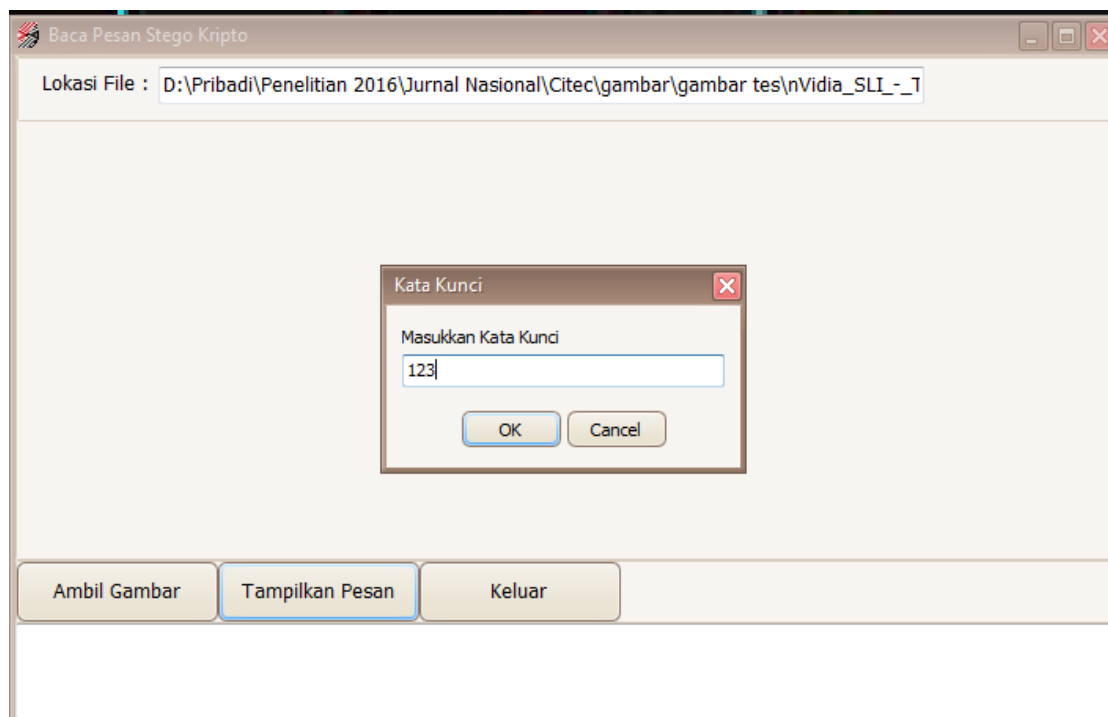 Baca Pesan Stego Kripto
Lokasi File : D:\Pribadi\Penelitian 2016\Jurnal Nasional\Citec\gambar\gambar tes\nVidia_SLI_-_T
Kata Kunci
Masukkan Kata Kunci
123
OK Cancel
Ambil Gambar Tampilkan Pesan Keluar